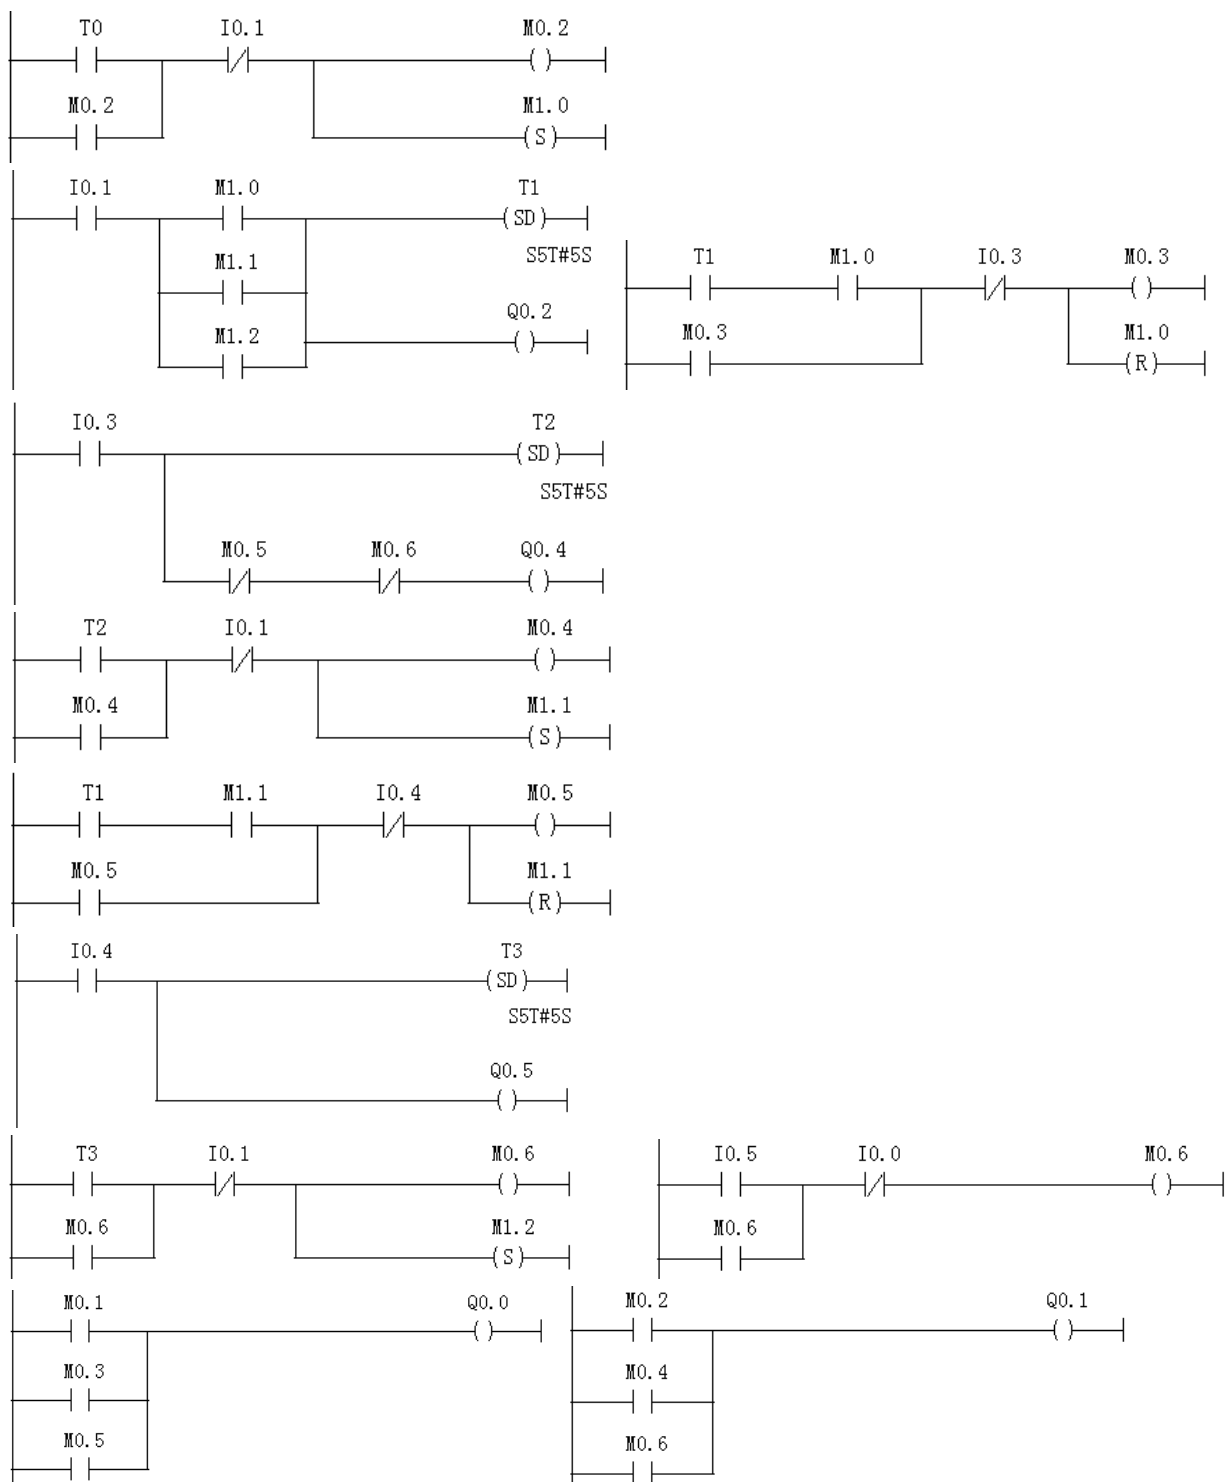 T0 I0.1 M0.2
M0.2 M1.0
( )
(S)
I0.1 M1.0 T1
(SD)
S5T#5S
M1.1
Q0.2
( )
M1.2
T1 M1.0 I0.3 M0.3
( )
M0.3 M1.0
(R)
I0.3 T2
(SD)
S5T#5S
M0.5 M0.6 Q0.4
( )
T2 I0.1 M0.4
( )
M0.4 M1.1
(S)
T1 M1.1 I0.4 M0.5
( )
M0.5 M1.1
(R)
I0.4 T3
(SD)
S5T#5S
Q0.5
( )
T3 I0.1 M0.6
( )
M0.6 M1.2
(S)
I0.5 I0.0 M0.6
( )
M0.6
M0.1 Q0.0
( )
M0.3
M0.5
M0.2 Q0.1
( )
M0.4
M0.6